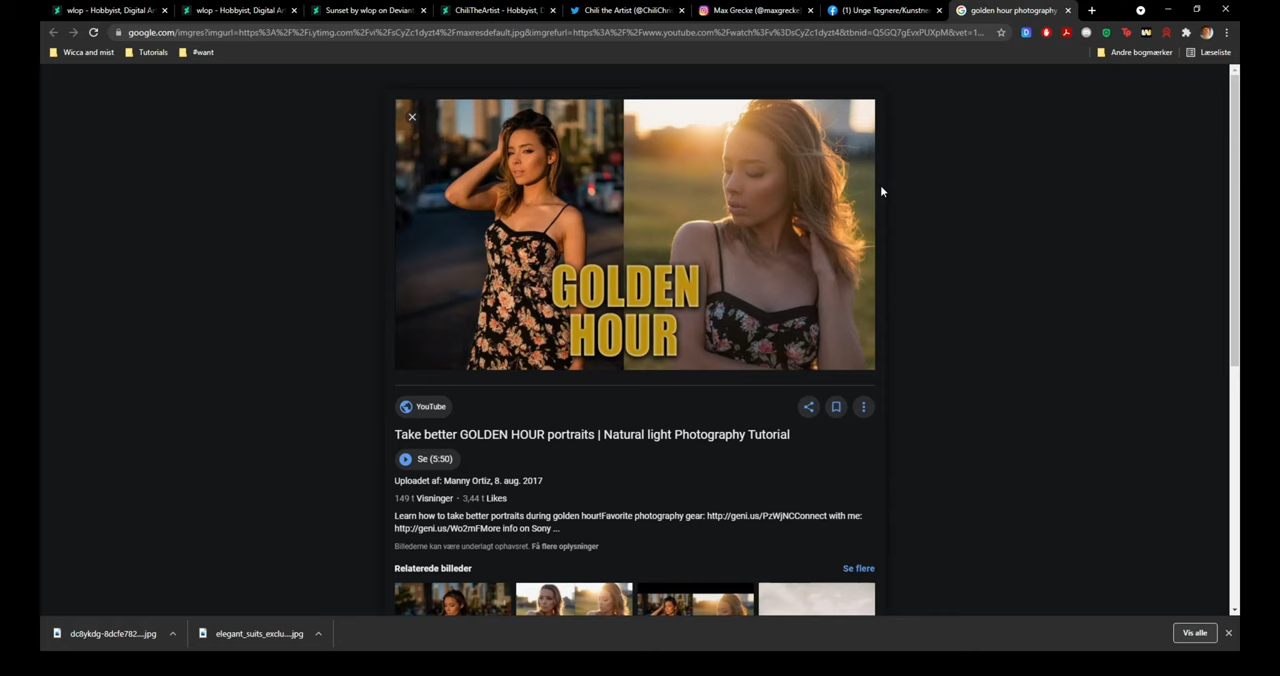 wlop - Hobbyist, Digital Ar
wlop - Hobbyist, Digital Ar
Sunset by wlop on Deviant
ChiliTheArtist - Hobbyist, D
Chili the Artist (@ChiliChri
Max Grecke (@maxgrecke
(1) Unge Tegnere/Kunstner
golden hour photography
google.com/imgres?imgurl=https%3A%2F%2Fi.ytimg.com%2Fvi%2FsCyZc1dyzt4%2Fmaxresdefault.jpg&imgrefurl=https%3A%2F%2Fwww.youtube.com%2Fwatch%3Fv%3DsCyZc1dyzt4&tbnid=Q5GQ7gEvxPUXpM&vet=1...
Wicca and mist
Tutorials
#want
Andre bogmærker
Læseliste
GOLDEN
HOUR
YouTube
Take better GOLDEN HOUR portraits | Natural light Photography Tutorial
Se (5:50)
Uploadet af: Manny Ortiz, 8. aug. 2017
149 t Visninger · 3,44 t Likes
Learn how to take better portraits during golden hour!Favorite photography gear: http://geni.us/PzWjNCConnect with me:
http://geni.us/Wo2mFMore info on Sony ...
Billederne kan være underlagt ophavsret. Få flere oplysninger
Relaterede billeder
Se flere
dc8ykdg-8dcfe782....jpg
elegant_suits_exclu....jpg
Vis alle